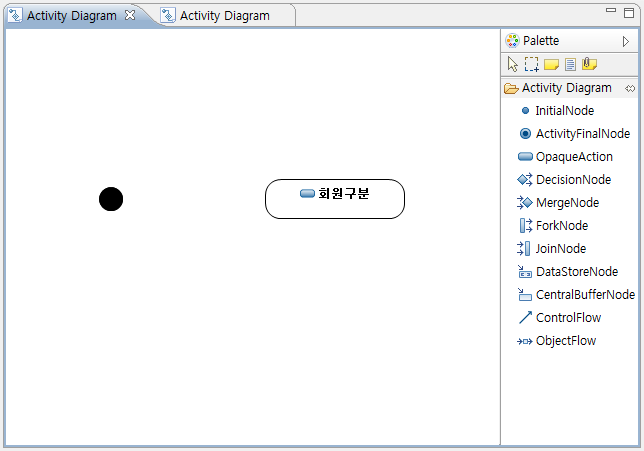 Activity Diagram
Activity Diagram
Palette
Activity Diagram
InitialNode
ActivityFinalNode
OpaqueAction
DecisionNode
MergeNode
ForkNode
JoinNode
DataStoreNode
CentralBufferNode
ControlFlow
ObjectFlow
회원구분